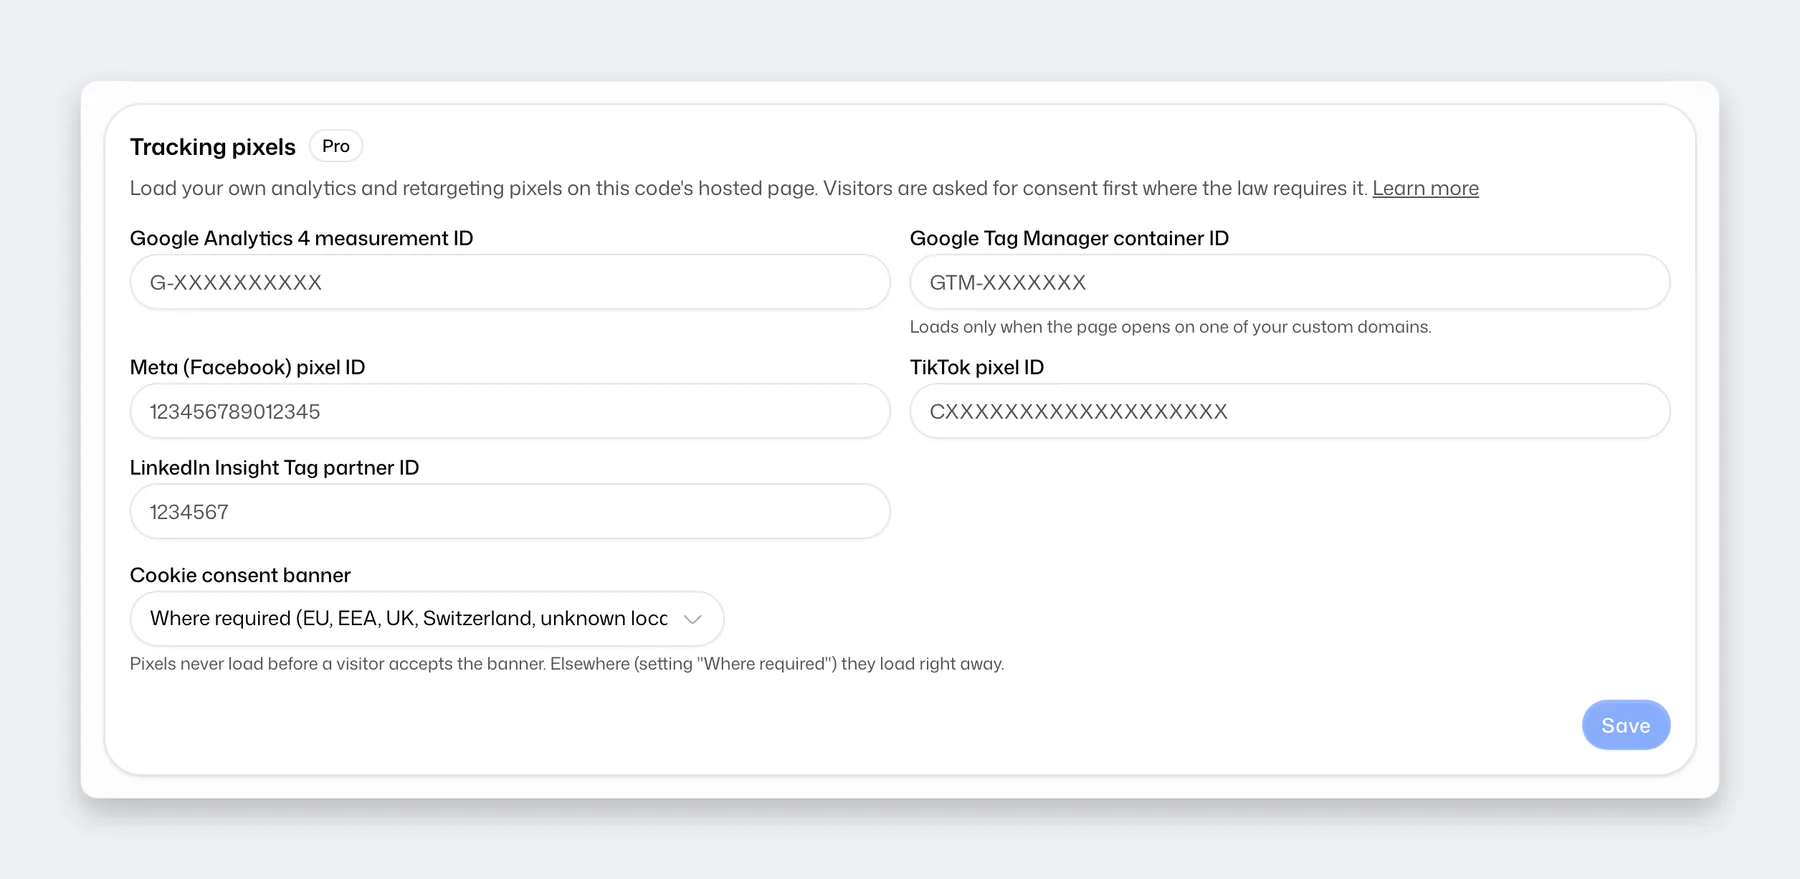 Tracking pixels Pro
Load your own analytics and retargeting pixels on this code's hosted page. Visitors are asked for consent first where the law requires it. Learn more
Google Analytics 4 measurement ID
G-XXXXXXXXXX
Google Tag Manager container ID
GTM-XXXXXXX
Loads only when the page opens on one of your custom domains.
Meta (Facebook) pixel ID
123456789012345
TikTok pixel ID
CXXXXXXXXXXXXXXXXXXX
LinkedIn Insight Tag partner ID
1234567
Cookie consent banner
Where required (EU, EEA, UK, Switzerland, unknown
Pixels never load before a visitor accepts the banner. Elsewhere (setting "Where required") they load right away.
Save